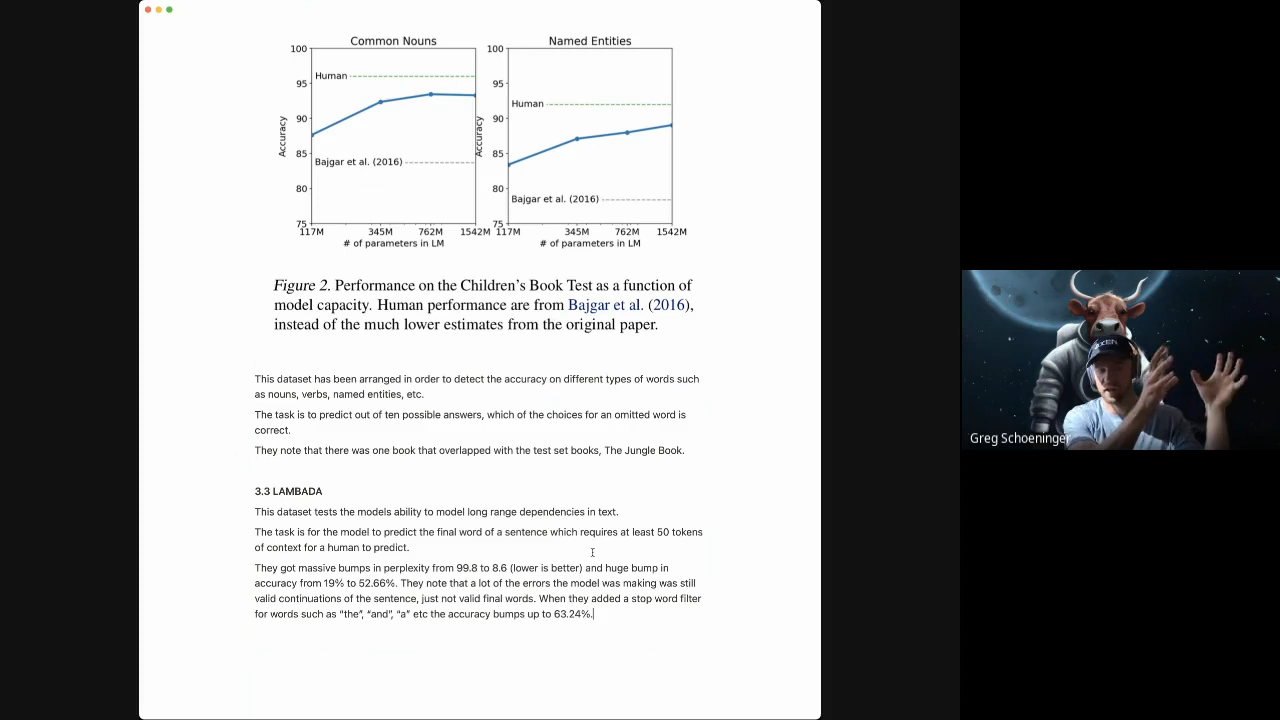 Common Nouns
100
95
90
85
80
75
Accuracy
Human
Bajgar et al. (2016)
117M 345M 762M 1542M
# of parameters in LM
Named Entities
100
95
90
85
80
75
Accuracy
Human
Bajgar et al. (2016)
117M 345M 762M 1542M
# of parameters in LM
Figure 2. Performance on the Children's Book Test as a function of
model capacity. Human performance are from Bajgar et al. (2016),
instead of the much lower estimates from the original paper.
This dataset has been arranged in order to detect the accuracy on different types of words such
as nouns, verbs, named entities, etc.
The task is to predict out of ten possible answers, which of the choices for an omitted word is
correct.
They note that there was one book that overlapped with the test set books, The Jungle Book.
3.3 LAMBADA
This dataset tests the models ability to model long range dependencies in text.
The task is for the model to predict the final word of a sentence which requires at least 50 tokens
of context for a human to predict.
They got massive bumps in perplexity from 99.8 to 8.6 (lower is better) and huge bump in
accuracy from 19% to 52.66%. They note that a lot of the errors the model was making was still
valid continuations of the sentence, just not valid final words. When they added a stop word filter
for words such as “the”, “and”, “a” etc the accuracy bumps up to 63.24%.
Greg Schoeninger